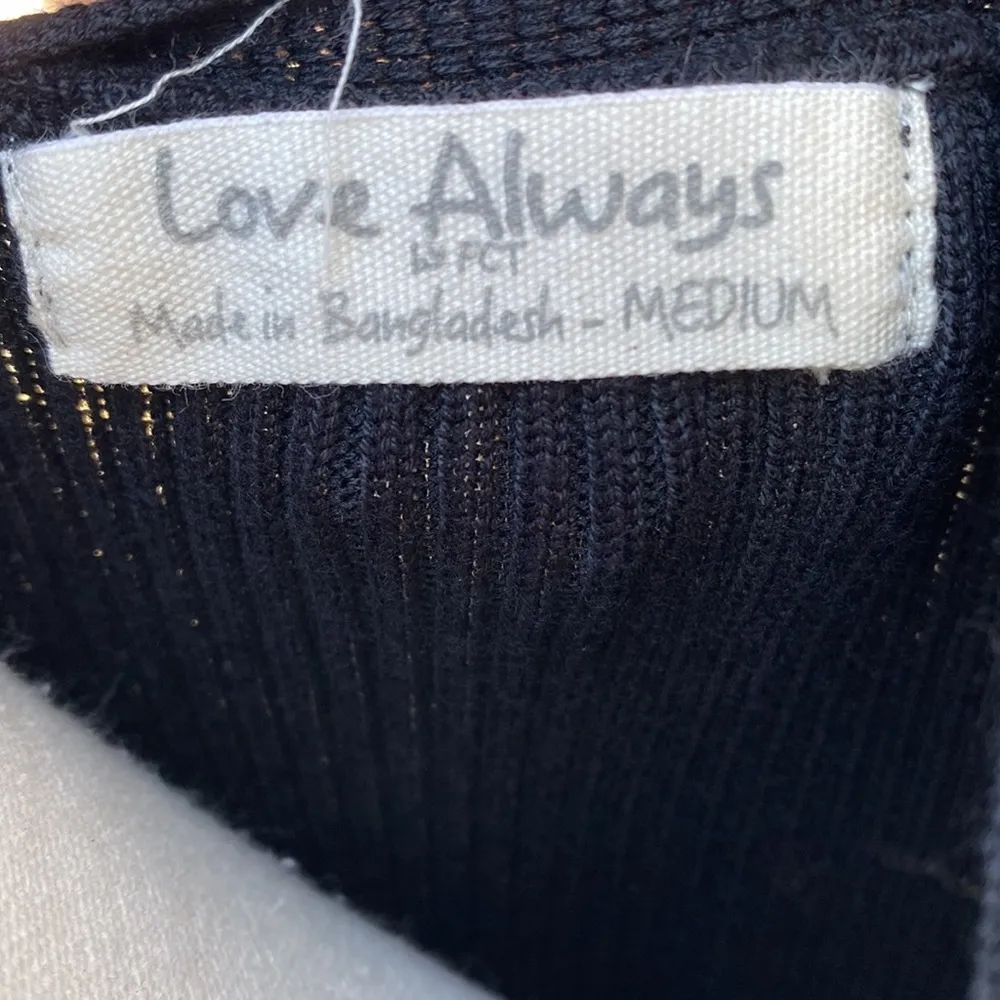 Love Always
by FCT
Made in Bangladesh - MEDIUM